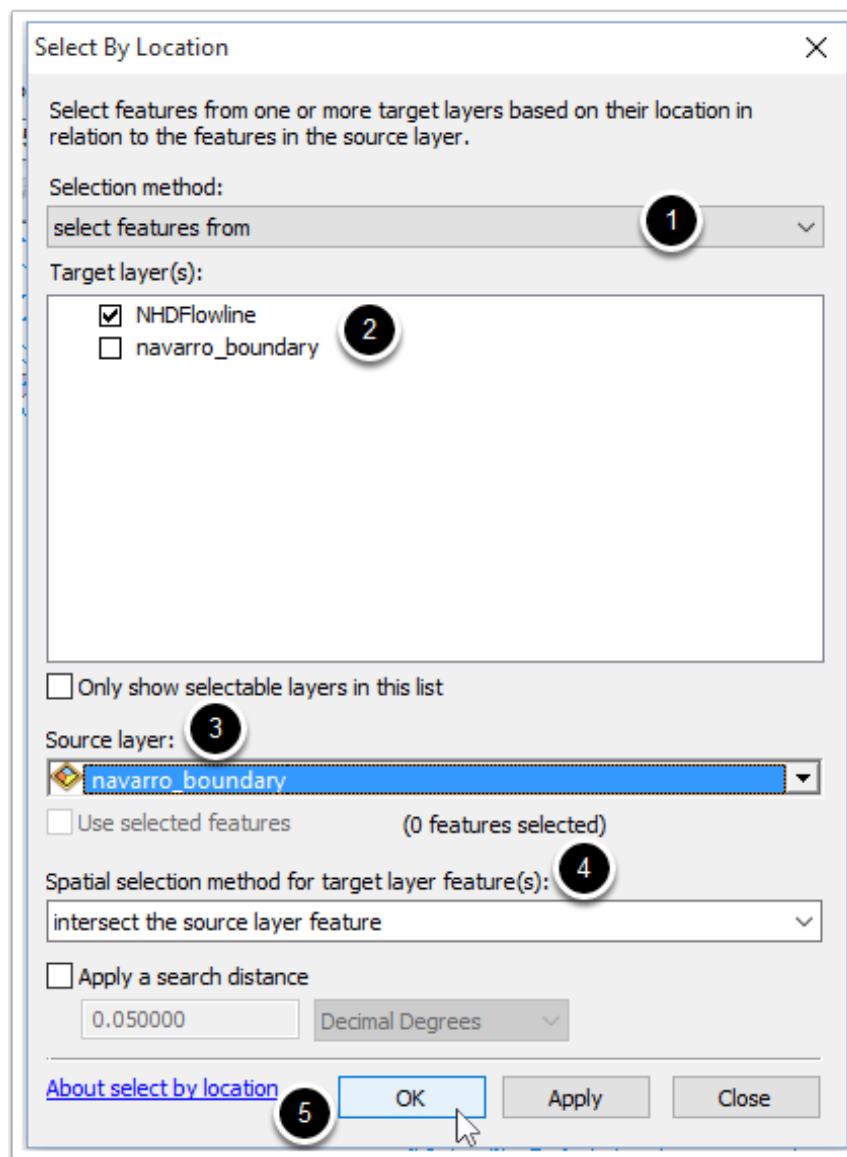 Select By Location
Select features from one or more target layers based on their location in
relation to the features in the source layer.
Selection method:
select features from
1
Target layer(s):
NHDFlowline
2
navarro_boundary
Only show selectable layers in this list
3
Source layer:
navarro_boundary
Use selected features (0 features selected)
4
Spatial selection method for target layer feature(s):
intersect the source layer feature
Apply a search distance
0.050000 Decimal Degrees
About select by location
5
OK Apply Close